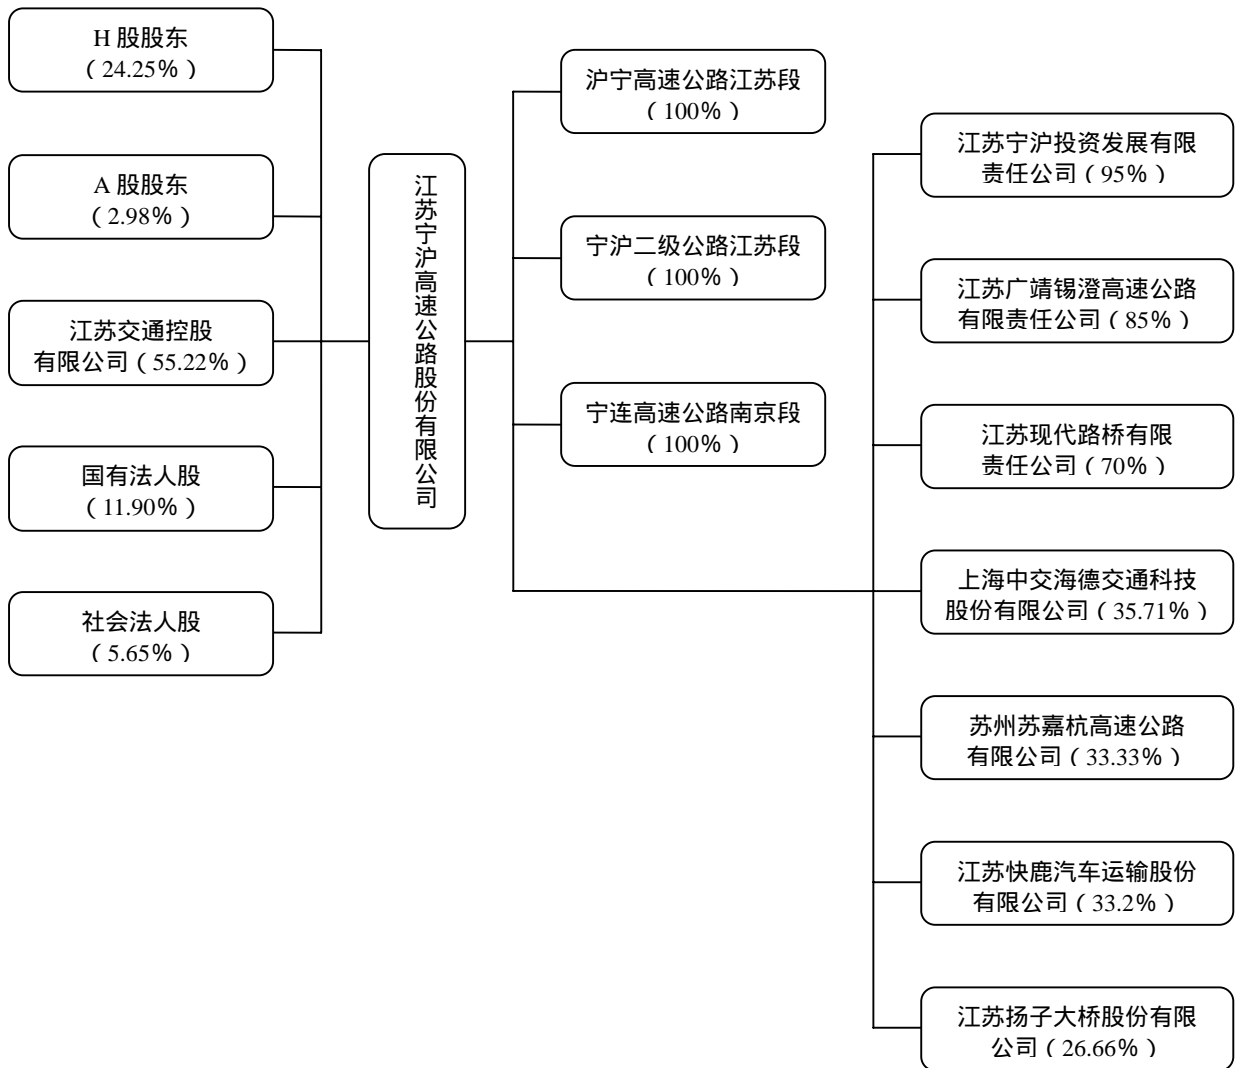 H 股股东
（24.25%）
A 股股东
（2.98%）
江苏交通控股
有限公司（55.22%）
国有法人股
（11.90%）
社会法人股
（5.65%）
江苏宁沪高速公路股份有限公司
沪宁高速公路江苏段
（100%）
宁沪二级公路江苏段
（100%）
宁连高速公路南京段
（100%）
江苏宁沪投资发展有限
责任公司（95%）
江苏广靖锡澄高速公路
有限责任公司（85%）
江苏现代路桥有限
责任公司（70%）
上海中交海德交通科技
股份有限公司（35.71%）
苏州苏嘉杭高速公路
有限公司（33.33%）
江苏快鹿汽车运输股份
有限公司（33.2%）
江苏扬子大桥股份有限
公司（26.66%）